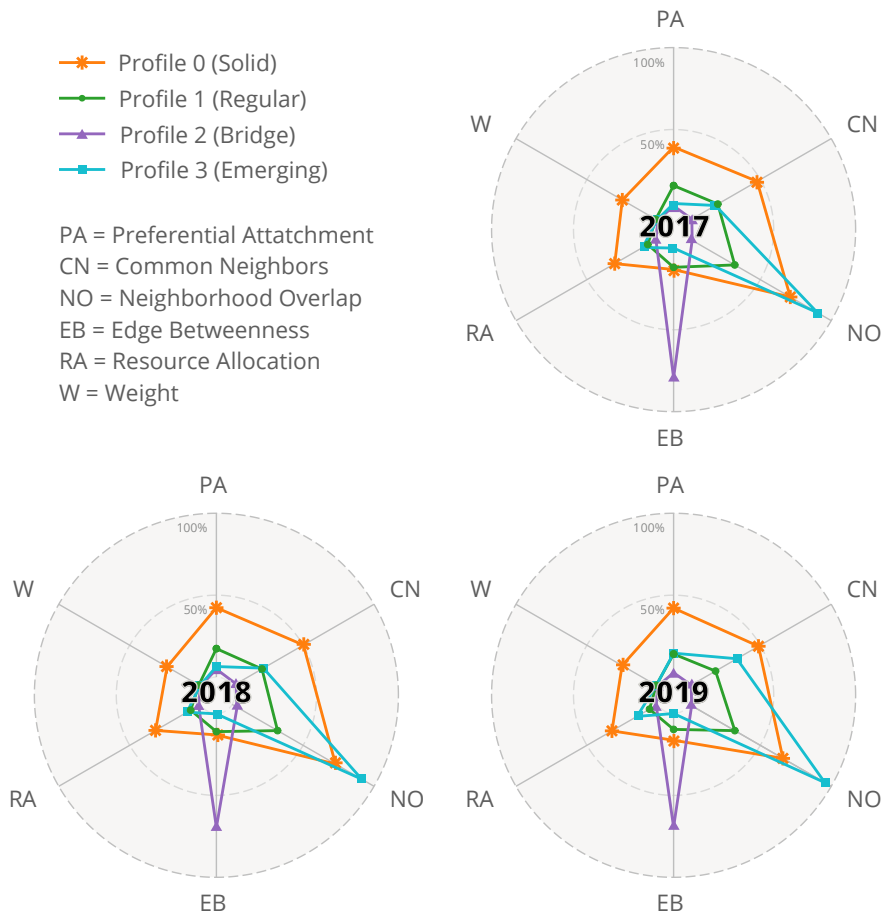 Profile 0 (Solid)
Profile 1 (Regular)
Profile 2 (Bridge)
Profile 3 (Emerging)
PA = Preferential Attatchment
CN = Common Neighbors
NO = Neighborhood Overlap
EB = Edge Betweenness
RA = Resource Allocation
W = Weight
PA
100%
W
CN
50%
2017
RA
NO
EB
PA
100%
W
CN
50%
2018
RA
NO
EB
PA
100%
W
CN
50%
2019
RA
NO
EB